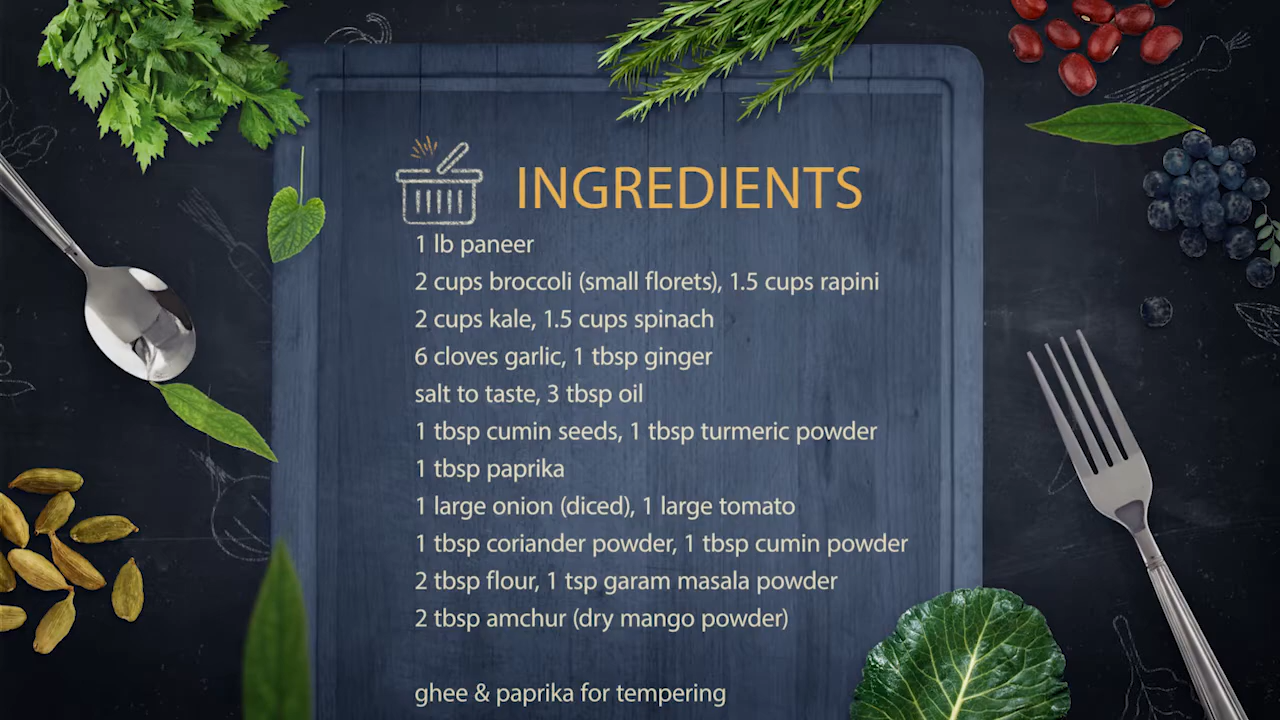 INGREDIENTS
1 lb paneer
2 cups broccoli (small florets), 1.5 cups rapini
2 cups kale, 1.5 cups spinach
6 cloves garlic, 1 tbsp ginger
salt to taste, 3 tbsp oil
1 tbsp cumin seeds, 1 tbsp turmeric powder
1 tbsp paprika
1 large onion (diced), 1 large tomato
1 tbsp coriander powder, 1 tbsp cumin powder
2 tbsp flour, 1 tsp garam masala powder
2 tbsp amchur (dry mango powder)
ghee & paprika for tempering